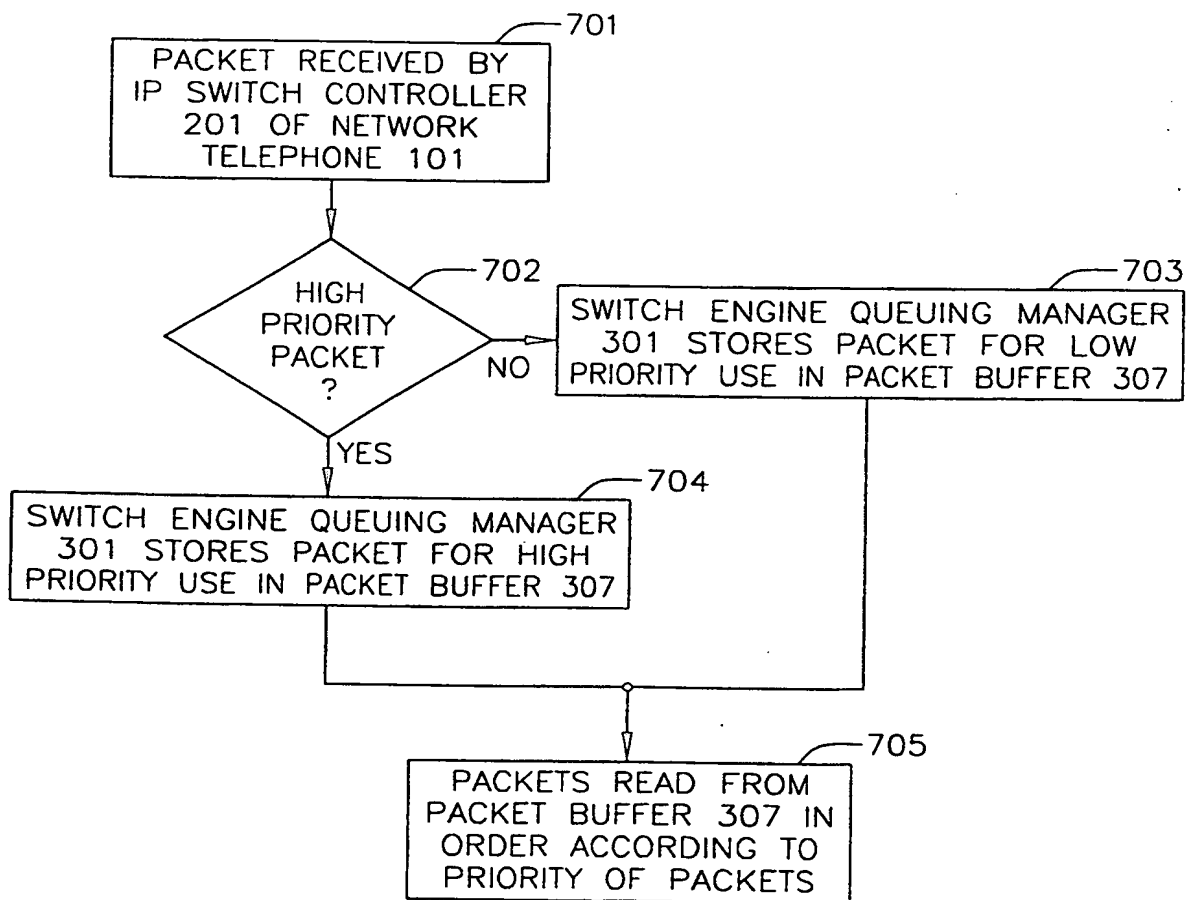 701
PACKET RECEIVED BY
IP SWITCH CONTROLLER
201 OF NETWORK
TELEPHONE 101
702
HIGH
PRIORITY
PACKET
?
NO
YES
703
SWITCH ENGINE QUEUING MANAGER
301 STORES PACKET FOR LOW
PRIORITY USE IN PACKET BUFFER 307
704
SWITCH ENGINE QUEUING MANAGER
301 STORES PACKET FOR HIGH
PRIORITY USE IN PACKET BUFFER 307
705
PACKETS READ FROM
PACKET BUFFER 307 IN
ORDER ACCORDING TO
PRIORITY OF PACKETS